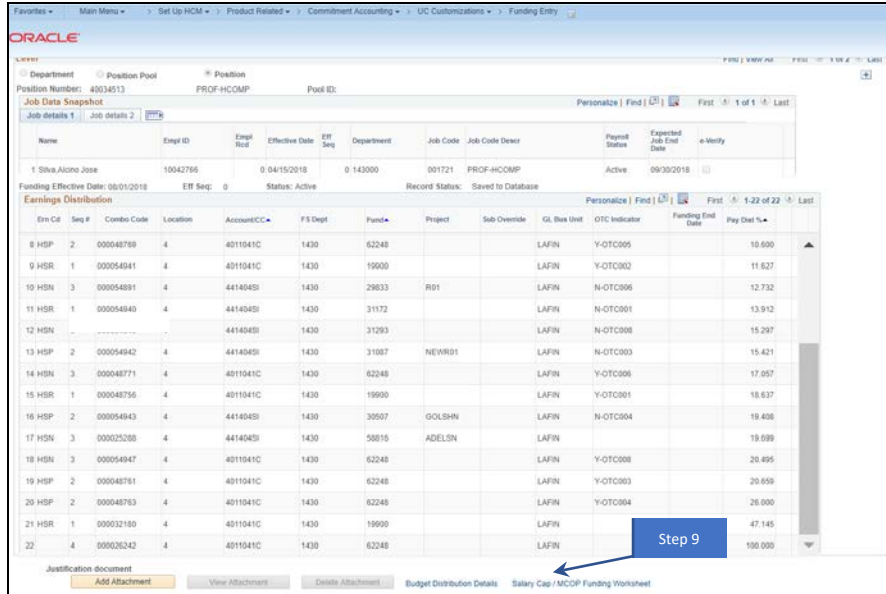 Favorites Main Menu > Set Up HCM > Product Related > Commitment Accounting > UC Customizations > Funding Entry
ORACLE
Level Find | View All First 1 of 2 Last
Department Position Pool Position
Position Number: 40034513 PROF-HCOMP Pool ID:
Job Data Snapshot Personalize | Find | First 1 of 1 Last
Job details 1 Job details 2
Name Empl ID Empl Rcd Effective Date Eff Seq Department Job Code Job Code Descr Payroll Status Expected Job End Date e-Verify
1 Silva,Alcino Jose 10042766 0 04/15/2018 0 143000 001721 PROF-HCOMP Active 09/30/2018
Funding Effective Date: 08/01/2018 Eff Seq: 0 Status: Active Record Status: Saved to Database
Earnings Distribution Personalize | Find | First 1-22 of 22 Last
Ern Cd Seq # Combo Code Location Account/CC FS Dept Fund Project Sub Override GL Bus Unit OTC Indicator Funding End Date Pay Dist %
8 HSP 2 000048769 4 4011041C 1430 62248 LAFIN Y-OTC005 10.600
9 HSR 1 000054941 4 4011041C 1430 19900 LAFIN Y-OTC002 11.627
10 HSN 3 000054891 4 441404SI 1430 29833 R01 LAFIN N-OTC006 12.732
11 HSR 1 000054940 4 441404SI 1430 31172 LAFIN N-OTC001 13.912
12 HSN 441404SI 1430 31293 LAFIN N-OTC008 15.297
13 HSP 2 000054942 4 441404SI 1430 31087 NEWR01 LAFIN N-OTC003 15.421
14 HSN 3 000048771 4 4011041C 1430 62248 LAFIN Y-OTC006 17.057
15 HSR 1 000048756 4 4011041C 1430 19900 LAFIN Y-OTC001 18.637
16 HSP 2 000054943 4 441404SI 1430 30507 GOLSHN LAFIN N-OTC004 19.408
17 HSN 3 000025288 4 441404SI 1430 58816 ADELSN LAFIN 19.699
18 HSN 3 000054947 4 4011041C 1430 62248 LAFIN Y-OTC008 20.495
19 HSP 2 000048761 4 4011041C 1430 62248 LAFIN Y-OTC003 20.659
20 HSP 2 000048763 4 4011041C 1430 62248 LAFIN Y-OTC004 26.000
21 HSR 1 000032180 4 4011041C 1430 19900 LAFIN 47.145
22 4 000026242 4 4011041C 1430 62248 LAFIN 100.000
Step 9
Justification document
Add Attachment View Attachment Delete Attachment Budget Distribution Details Salary Cap / MCOP Funding Worksheet